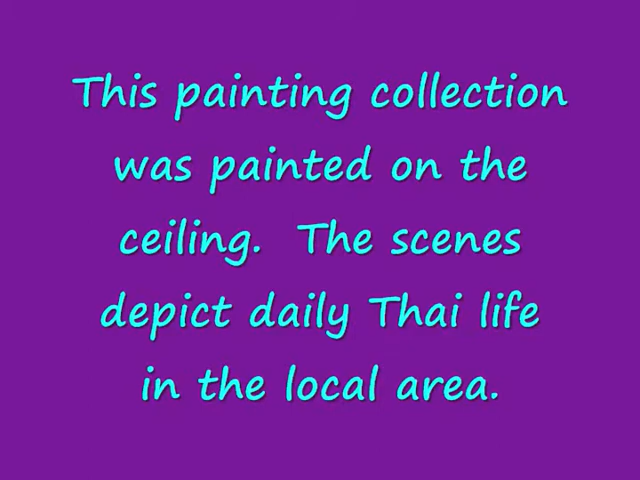 This painting collection
was painted on the
ceiling.  The scenes
depict daily Thai life
in the local area.